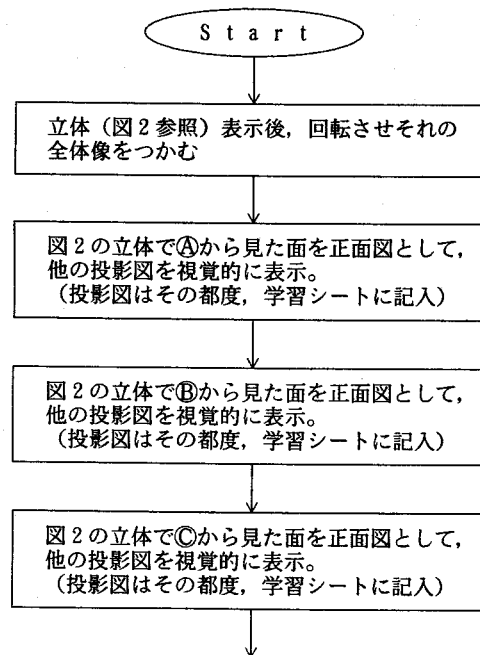 Start
立体（図2参照）表示後，回転させそれの
全体像をつかむ
図2の立体でⒶから見た面を正面図として，
他の投影図を視覚的に表示。
（投影図はその都度，学習シートに記入）
図2の立体でⒷから見た面を正面図として，
他の投影図を視覚的に表示。
（投影図はその都度，学習シートに記入）
図2の立体でⒸから見た面を正面図として，
他の投影図を視覚的に表示。
（投影図はその都度，学習シートに記入）